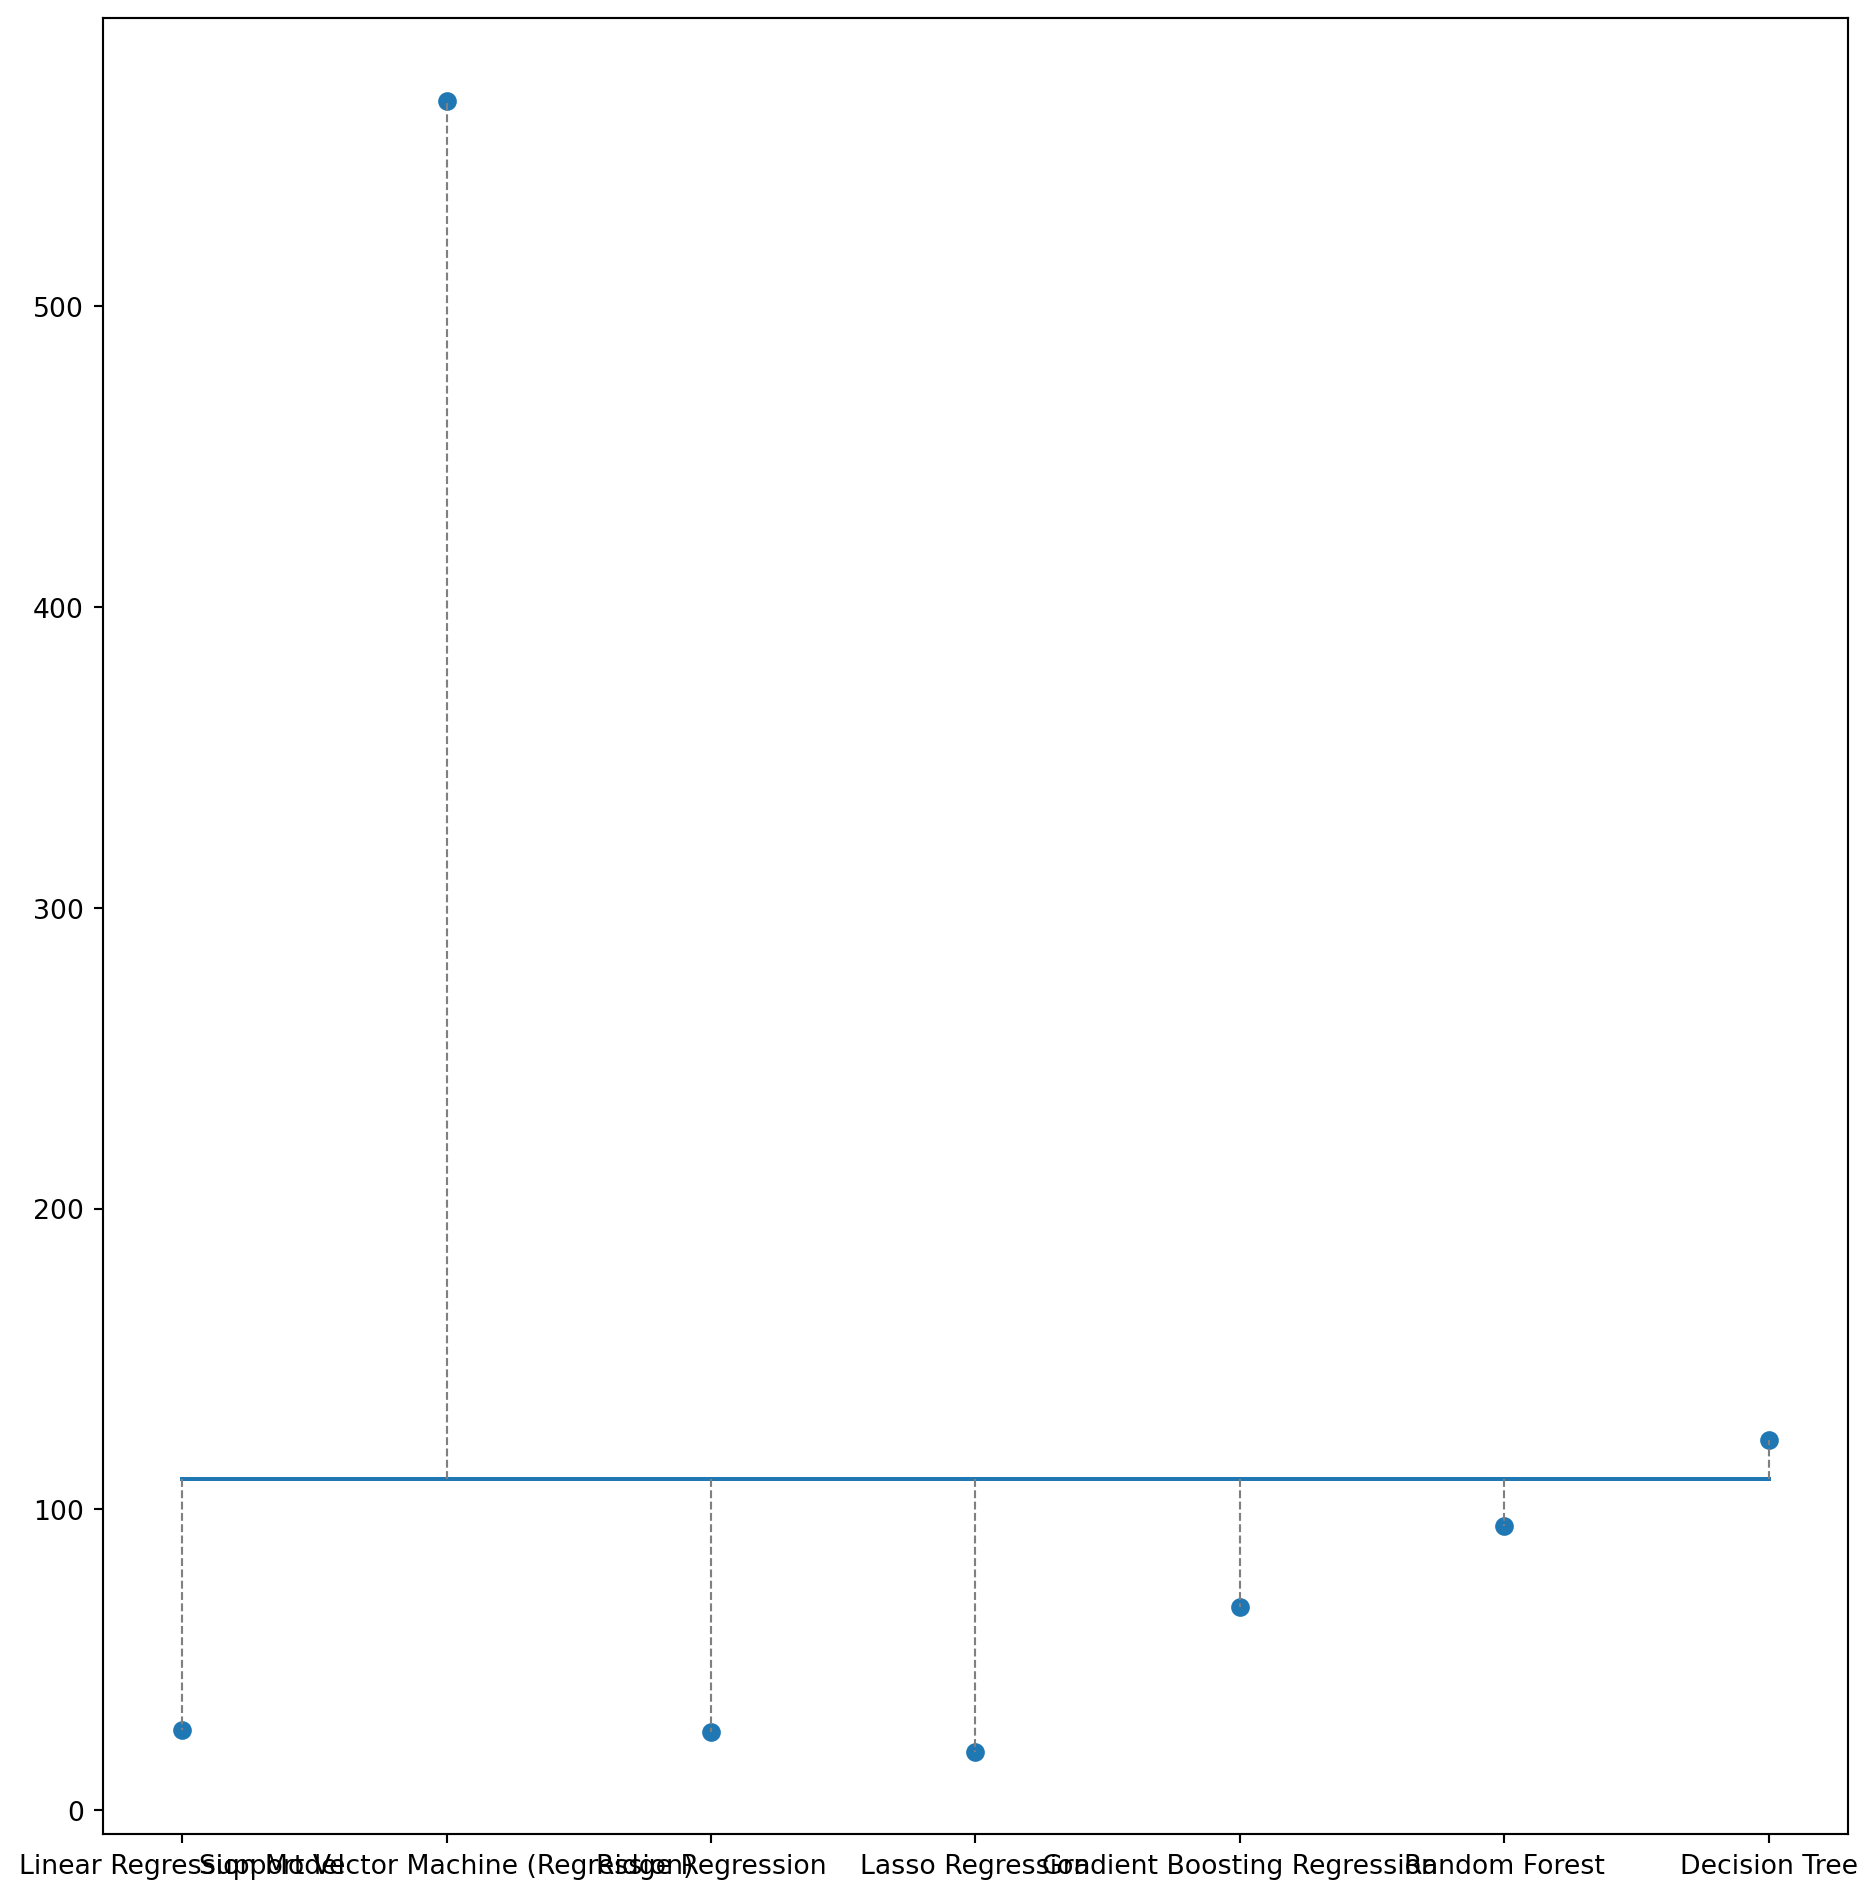 500
400
300
200
100
0
Linear Regression Model
Support Vector Machine (Regression)
Ridge Regression
Lasso Regression
Gradient Boosting Regression
Random Forest
Decision Tree